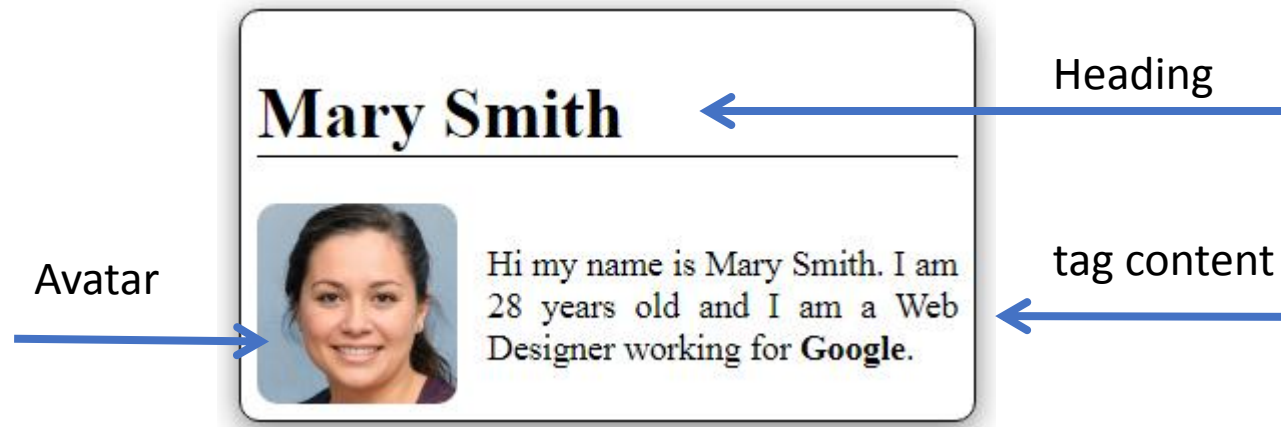 Heading
Mary Smith
Avatar
Hi my name is Mary Smith. I am
28 years old and I am a Web
Designer working for Google.
tag content